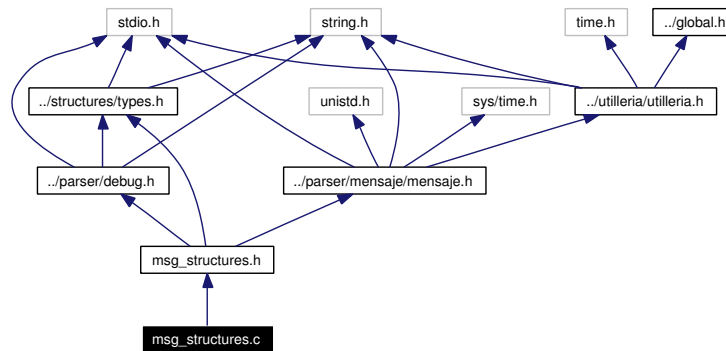 stdio.h
string.h
time.h
../global.h
../structures/types.h
unistd.h
sys/time.h
../utilleria/utilleria.h
../parser/debug.h
../parser/mensaje/mensaje.h
msg_structures.h
msg_structures.c